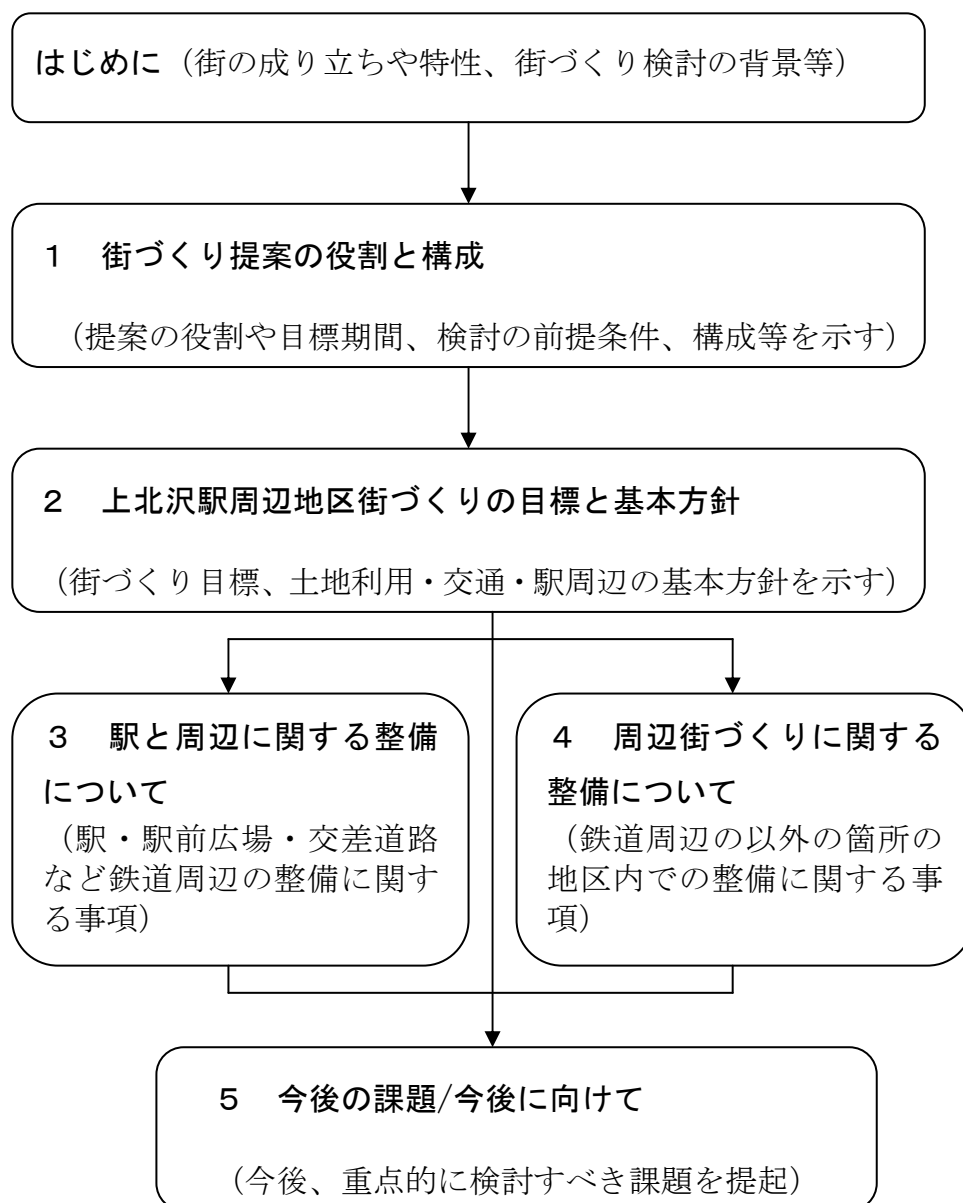 はじめに（街の成り立ちや特性、街づくり検討の背景等）
１　街づくり提案の役割と構成
（提案の役割や目標期間、検討の前提条件、構成等を示す）
２　上北沢駅周辺地区街づくりの目標と基本方針
（街づくり目標、土地利用・交通・駅周辺の基本方針を示す）
３　駅と周辺に関する整備
について
（駅・駅前広場・交差道路
など鉄道周辺の整備に関す
る事項）
４　周辺街づくりに関する
整備について
（鉄道周辺の以外の箇所の
地区内での整備に関する事
項）
５　今後の課題/今後に向けて
（今後、重点的に検討すべき課題を提起）